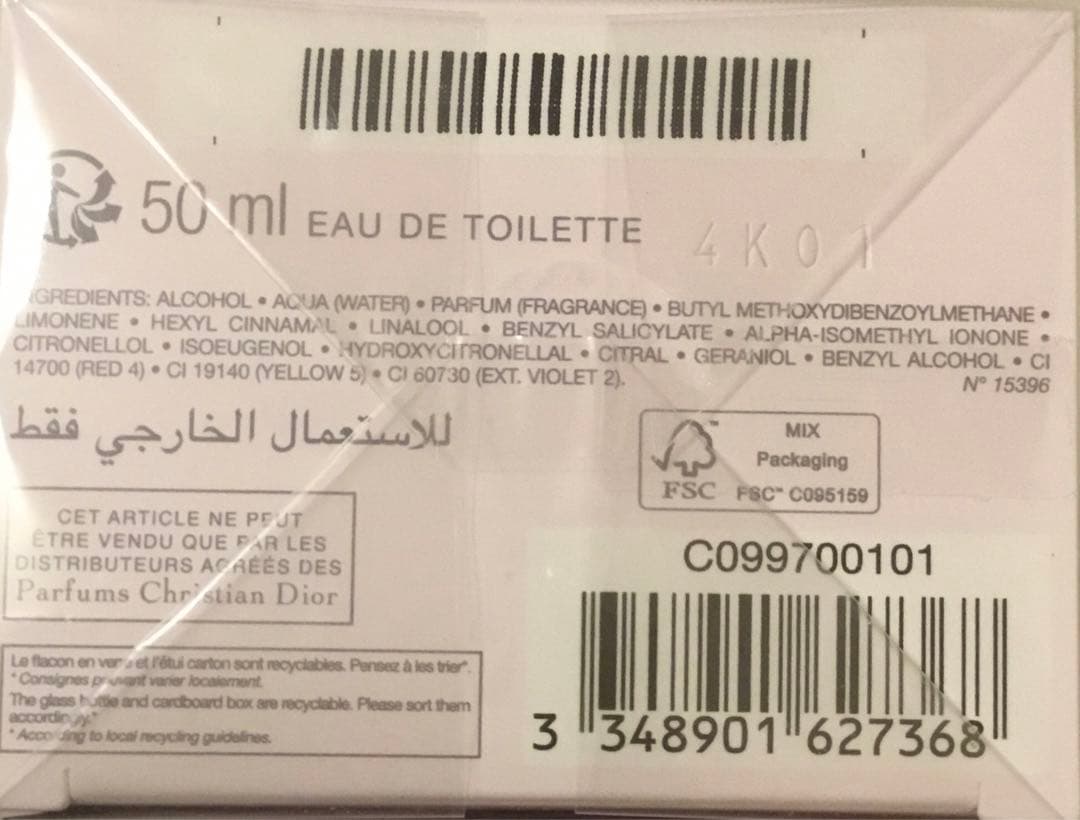 50 ml EAU DE TOILETTE
4K01
INGREDIENTS: ALCOHOL • AQUA (WATER) • PARFUM (FRAGRANCE) • BUTYL METHOXYDIBENZOYLMETHANE •
LIMONENE • HEXYL CINNAMAL • LINALOOL • BENZYL SALICYLATE • ALPHA-ISOMETHYL IONONE •
CITRONELLOL • ISOEUGENOL • HYDROXYCITRONELLAL • CITRAL • GERANIOL • BENZYL ALCOHOL • CI
14700 (RED 4) • CI 19140 (YELLOW 5) • CI 60730 (EXT. VIOLET 2).
N° 15396
للاستعمال الخارجي فقط
MIX
Packaging
FSC FSC™ C095159
CET ARTICLE NE PEUT
ÊTRE VENDU QUE PAR LES
DISTRIBUTEURS AGRÉÉS DES
Parfums Christian Dior
C099700101
Le flacon en verre et l'étui carton sont recyclables. Pensez à les trier*.
*Consignes pouvant varier localement.
The glass bottle and cardboard box are recyclable. Please sort them
accordingly.*
*According to local recycling guidelines.
3 348901 627368